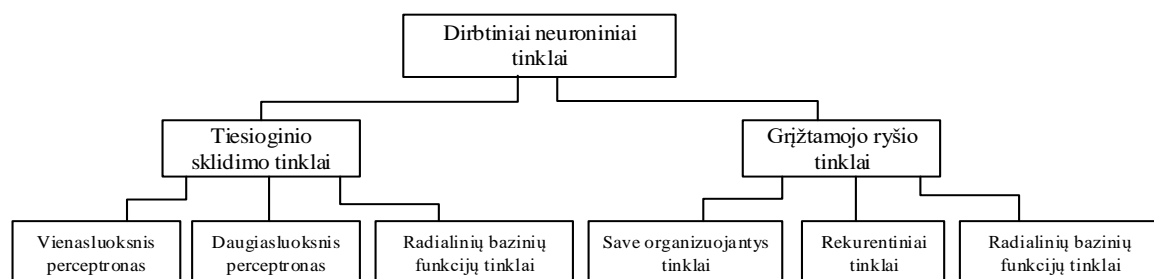 Dirbtiniai neuroniniai
tinklai
Tiesioginio
sklidimo tinklai
Grįžtamojo ryšio
tinklai
Vienasluoksnis
perceptronas
Daugiasluoksnis
perceptronas
Radialinių bazinių
funkcijų tinklai
Save organizuojantys
tinklai
Rekurentiniai
tinklai
Radialinių bazinių
funkcijų tinklai